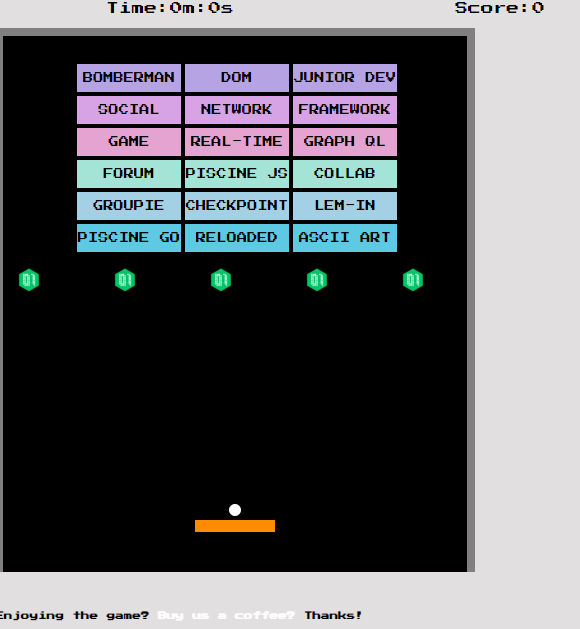 Time:0m:0s Score:0
BOMBERMAN DOM JUNIOR DEV
SOCIAL NETWORK FRAMEWORK
GAME REAL-TIME GRAPH QL
FORUM PISCINE JS COLLAB
GROUPIE CHECKPOINT LEM-IN
PISCINE GO RELOADED ASCII ART
01 01 01 01 01
Enjoying the game? Buy us a coffee? Thanks!